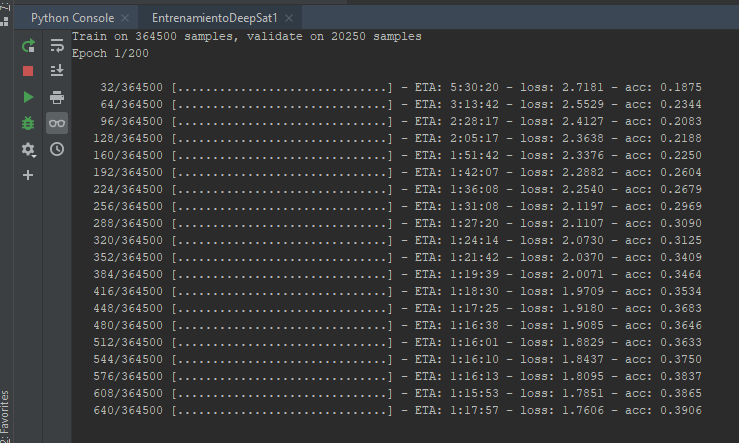 Python Console × EntrenamientoDeepSat1 ×
Train on 364500 samples, validate on 20250 samples
Epoch 1/200
32/364500 [..............................] - ETA: 5:30:20 - loss: 2.7181 - acc: 0.1875
64/364500 [..............................] - ETA: 3:13:42 - loss: 2.5529 - acc: 0.2344
96/364500 [..............................] - ETA: 2:28:17 - loss: 2.4127 - acc: 0.2083
128/364500 [..............................] - ETA: 2:05:17 - loss: 2.3638 - acc: 0.2188
160/364500 [..............................] - ETA: 1:51:42 - loss: 2.3376 - acc: 0.2250
192/364500 [..............................] - ETA: 1:42:07 - loss: 2.2882 - acc: 0.2604
224/364500 [..............................] - ETA: 1:36:08 - loss: 2.2540 - acc: 0.2679
256/364500 [..............................] - ETA: 1:31:08 - loss: 2.1197 - acc: 0.2969
288/364500 [..............................] - ETA: 1:27:20 - loss: 2.1107 - acc: 0.3090
320/364500 [..............................] - ETA: 1:24:14 - loss: 2.0730 - acc: 0.3125
352/364500 [..............................] - ETA: 1:21:42 - loss: 2.0370 - acc: 0.3409
384/364500 [..............................] - ETA: 1:19:39 - loss: 2.0071 - acc: 0.3464
416/364500 [..............................] - ETA: 1:18:30 - loss: 1.9709 - acc: 0.3534
448/364500 [..............................] - ETA: 1:17:25 - loss: 1.9180 - acc: 0.3683
480/364500 [..............................] - ETA: 1:16:38 - loss: 1.9085 - acc: 0.3646
512/364500 [..............................] - ETA: 1:16:01 - loss: 1.8829 - acc: 0.3633
544/364500 [..............................] - ETA: 1:16:10 - loss: 1.8437 - acc: 0.3750
576/364500 [..............................] - ETA: 1:16:13 - loss: 1.8095 - acc: 0.3837
608/364500 [..............................] - ETA: 1:15:53 - loss: 1.7851 - acc: 0.3865
640/364500 [..............................] - ETA: 1:17:57 - loss: 1.7606 - acc: 0.3906
2: Favorites